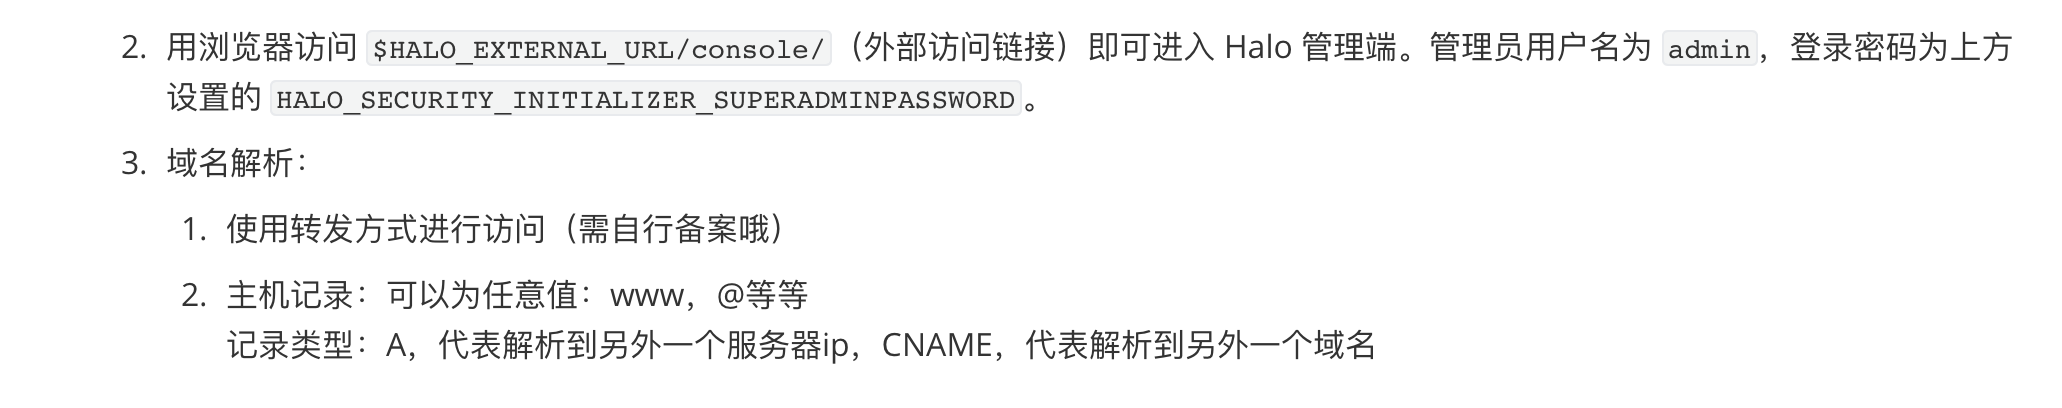 2. 用浏览器访问 $HALO_EXTERNAL_URL/console/（外部访问链接）即可进入 Halo 管理端。管理员用户名为 admin，登录密码为上方
设置的 HALO_SECURITY_INITIALIZER_SUPERADMINPASSWORD。
3. 域名解析：
1. 使用转发方式进行访问（需自行备案哦）
2. 主机记录：可以为任意值：www，@等等
记录类型：A，代表解析到另外一个服务器ip，CNAME，代表解析到另外一个域名